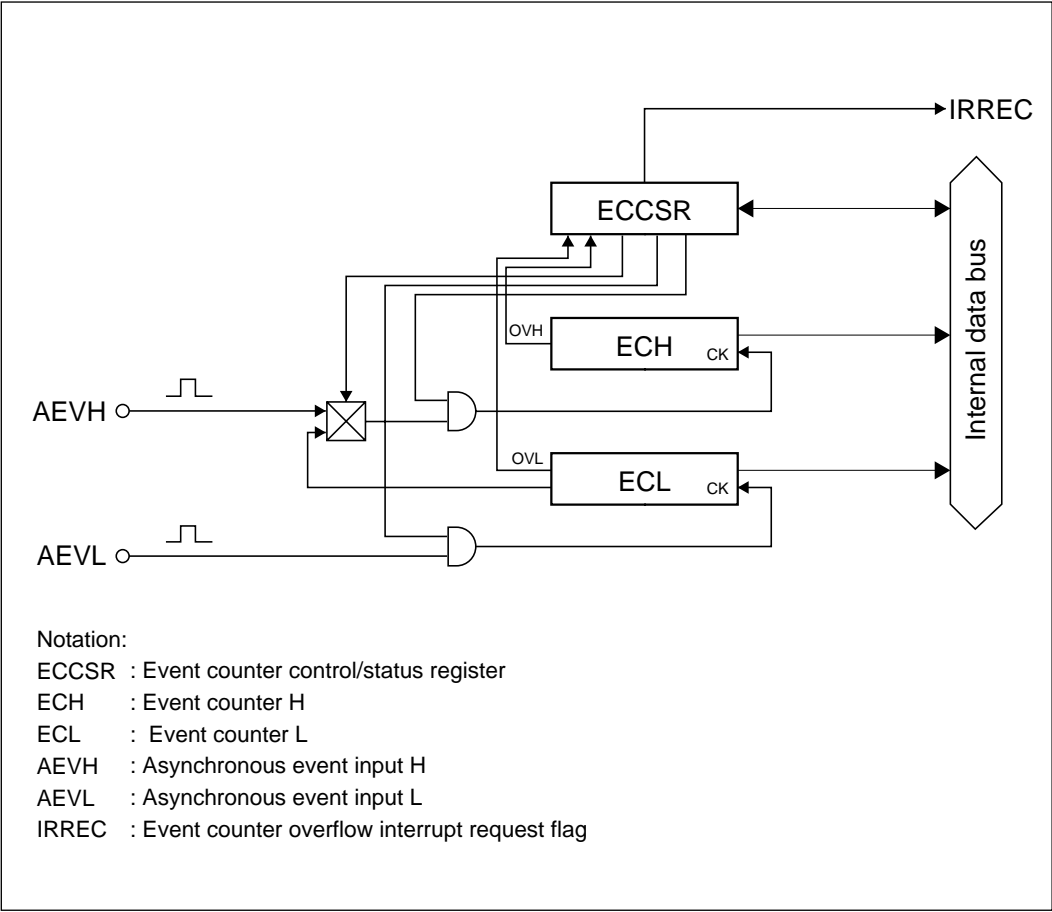 IRREC
ECCSR
Internal data bus
OVH
ECH
CK
AEVH
OVL
ECL
CK
AEVL
Notation:
ECCSR : Event counter control/status register
ECH : Event counter H
ECL : Event counter L
AEVH : Asynchronous event input H
AEVL : Asynchronous event input L
IRREC : Event counter overflow interrupt request flag